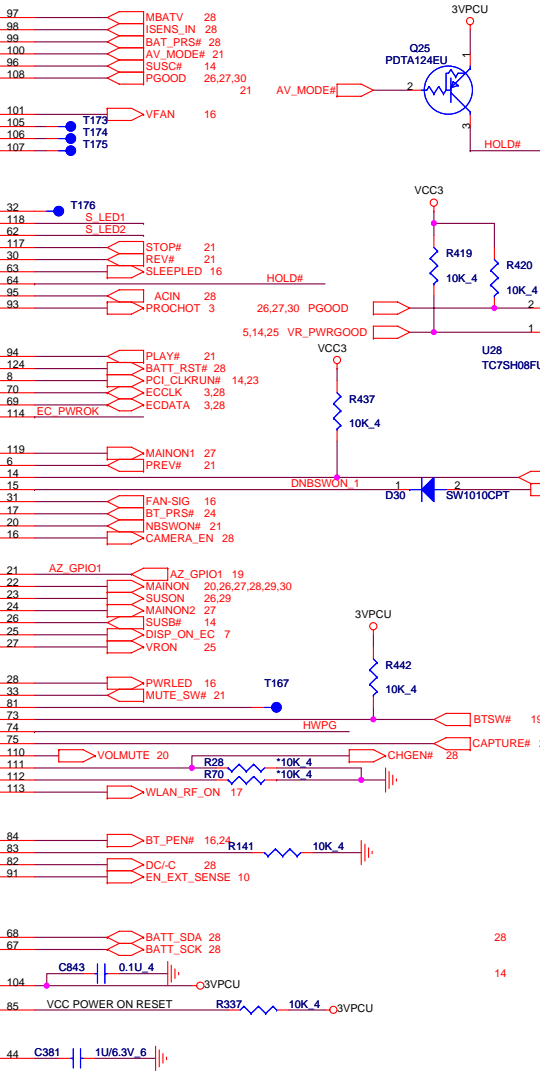 97 MBATV 28
98 ISENS_IN 28
99 BAT_PRS# 28
100 AV_MODE# 21
96 SUSC# 14
108 PGOOD 26,27,30
3VPCU
Q25
PDTA124EU
1
21 AV_MODE# 2
3
HOLD#
101 VFAN 16
105 T173
106 T174
107 T175
32 T176
118 S_LED1
62 S_LED2
117 STOP# 21
30 REV# 21
63 SLEEPLED 16
64 HOLD#
95 ACIN 28
93 PROCHOT 3
VCC3
R419
10K_4
R420
10K_4
26,27,30 PGOOD 2
5,14,25 VR_PWRGOOD 1
U28
TC7SH08FU
94 PLAY# 21
124 BATT_RST# 28
8 PCI_CLKRUN# 14,23
70 ECCLK 3,28
69 ECDATA 3,28
114 EC_PWROK
VCC3
R437
10K_4
119 MAINON1 27
6 PREV# 21
14
15 DNBSWON_1 1 2
D30 SW1010CPT
31 FAN-SIG 16
17 BT_PRS# 24
20 NBSWON# 21
16 CAMERA_EN 28
21 AZ_GPIO1 AZ_GPIO1 19
22 MAINON 20,26,27,28,29,30
23 SUSON 26,29
24 MAINON2 27
26 SUSB# 14
25 DISP_ON_EC 7
27 VRON 25
3VPCU
R442
10K_4
28 PWRLED 16
33 MUTE_SW# 21
81 T167
73 BTSW# 19
74 HWPG
75 CAPTURE#
110 VOLMUTE 20 CHGEN# 28
111 R28 *10K_4
112 R70 *10K_4
113 WLAN_RF_ON 17
84 BT_PEN# 16,24
83 R141 10K_4
82 DC/-C 28
91 EN_EXT_SENSE 10
68 BATT_SDA 28 28
67 BATT_SCK 28
C843 0.1U_4 14
104 3VPCU
85 VCC POWER ON RESET R337 10K_4 3VPCU
44 C381 1U/6.3V_6